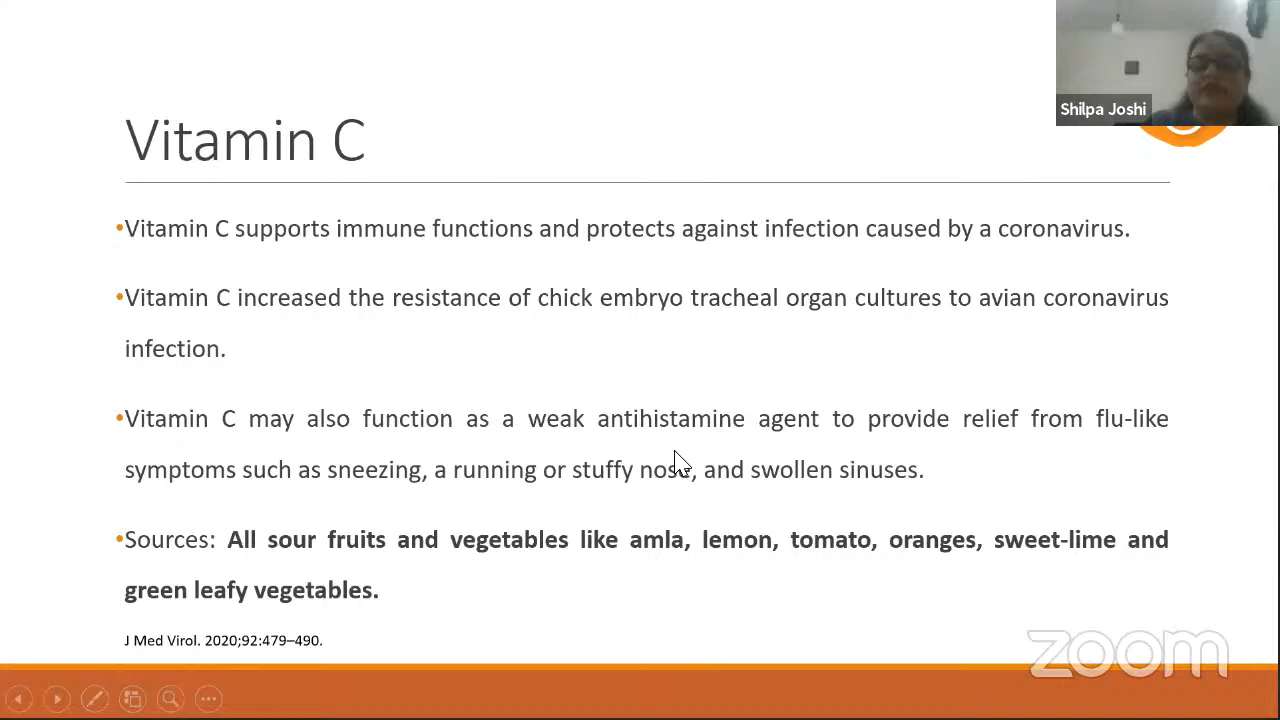 Shilpa Joshi
Vitamin C
•Vitamin C supports immune functions and protects against infection caused by a coronavirus.
•Vitamin C increased the resistance of chick embryo tracheal organ cultures to avian coronavirus
infection.
•Vitamin C may also function as a weak antihistamine agent to provide relief from flu-like
symptoms such as sneezing, a running or stuffy nose, and swollen sinuses.
•Sources: All sour fruits and vegetables like amla, lemon, tomato, oranges, sweet-lime and
green leafy vegetables.
J Med Virol. 2020;92:479–490.
zoom